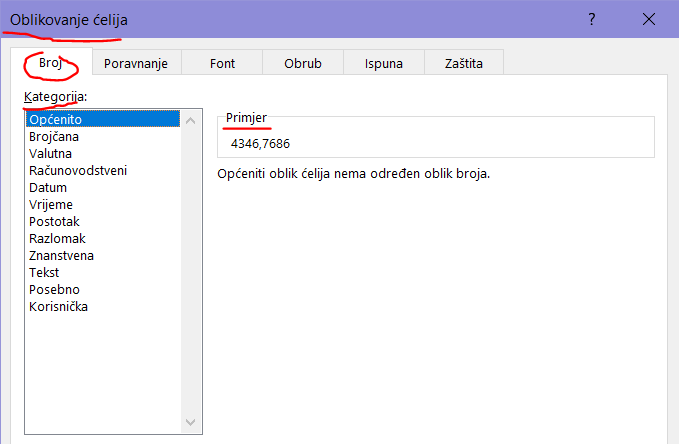 Oblikovanje ćelija
?
Broj
Poravnanje
Font
Obrub
Ispuna
Zaštita
Kategorija:
Općenito
Brojčana
Valutna
Računovodstveni
Datum
Vrijeme
Postotak
Razlomak
Znanstvena
Tekst
Posebno
Korisnička
Primjer
4346,7686
Općeniti oblik ćelija nema određen oblik broja.